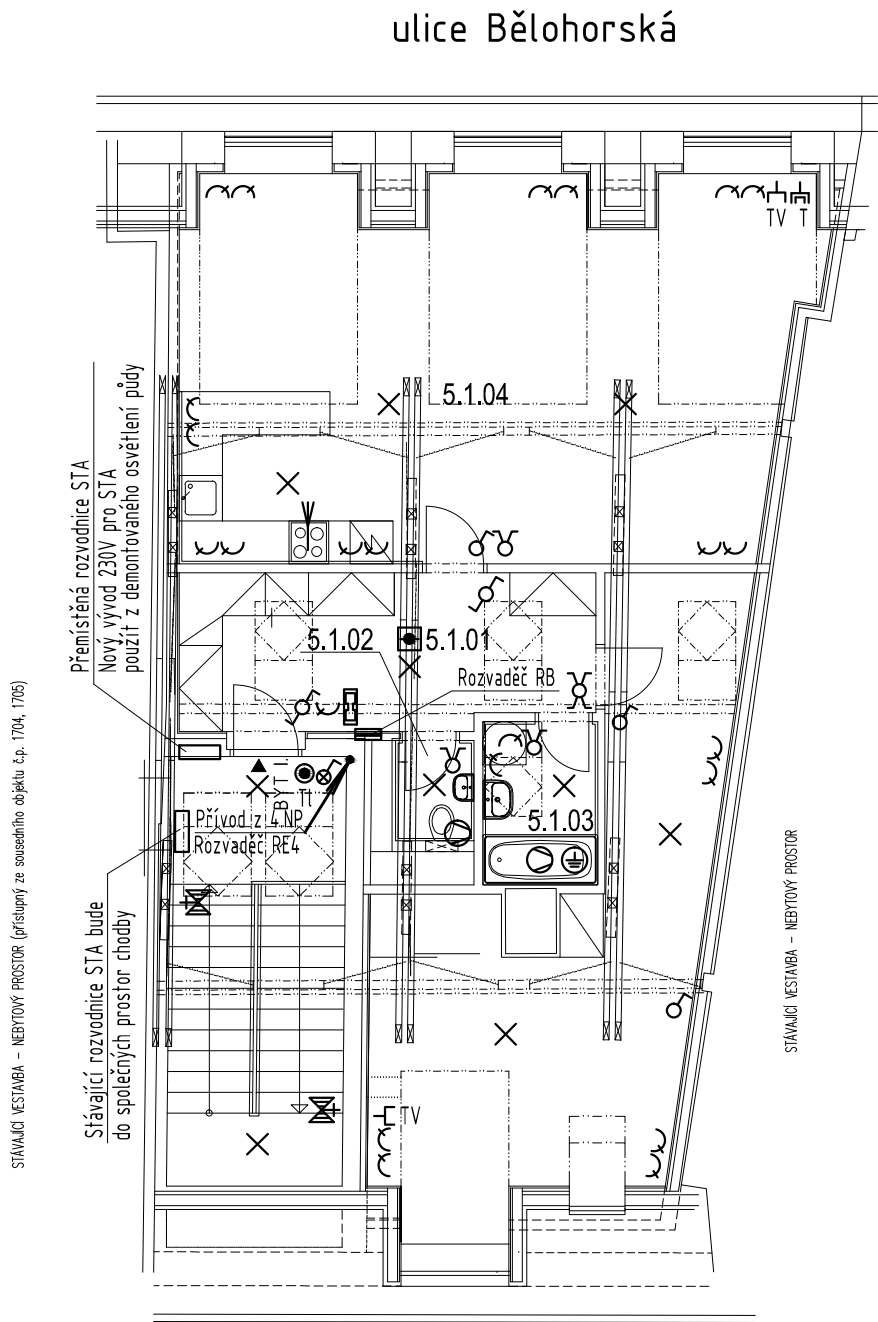 ulice Bělohorská
TV T
5.1.04
Přemístěná rozvodnice STA
Nový vývod 230V pro STA
použit z demontovaného osvětlení půdy
5.1.02
5.1.01
Rozvaděč RB
BYT I.
Tl
Přívod z 4.NP
Rozvaděč RE4
5.1.03
Stávající rozvodnice STA bude
do společných prostor chodby
TV
STÁVAJÍCÍ VESTAVBA - NEBYTOVÝ PROSTOR (přístupný ze sousedního objektu č.p. 1704, 1705)
STÁVAJÍCÍ VESTAVBA - NEBYTOVÝ PROSTOR